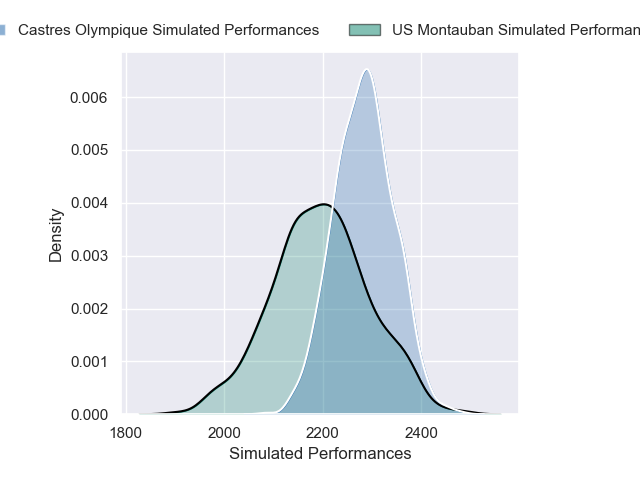 Castres Olympique Simulated Performances
US Montauban Simulated Performan
0.006
0.005
0.004
0.003
0.002
0.001
0.000
Density
1800 2000 2200 2400
Simulated Performances